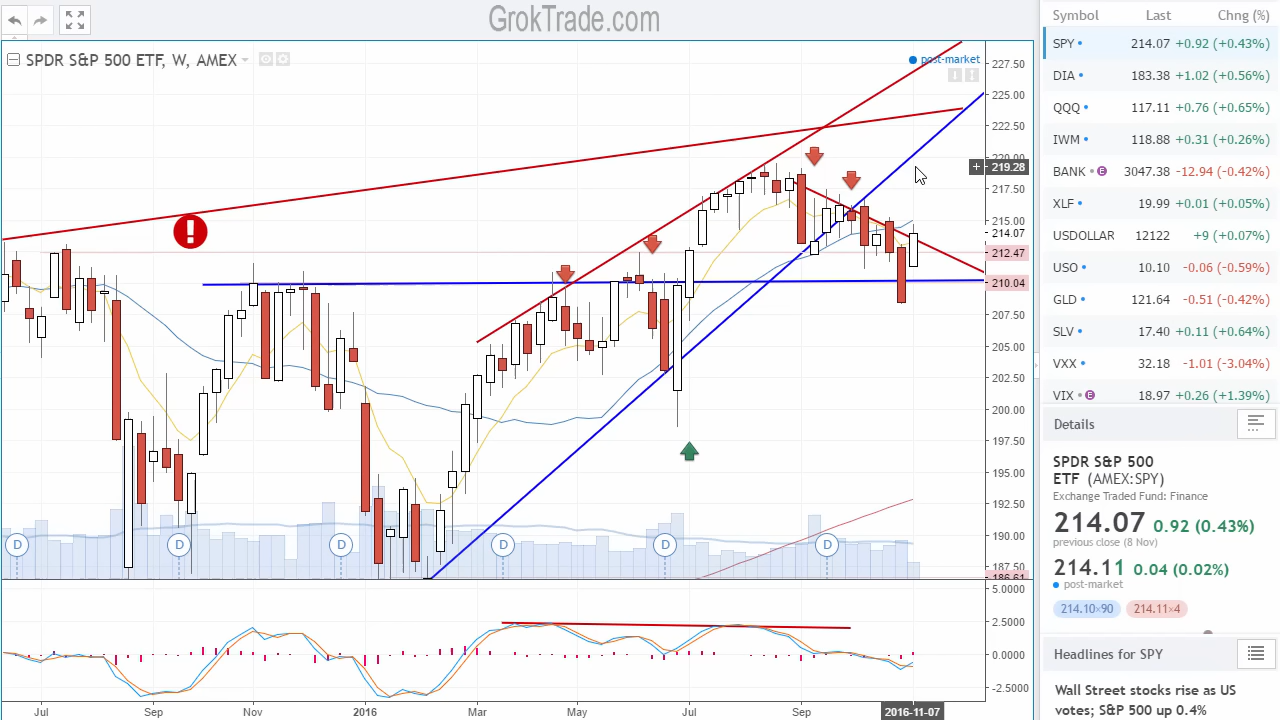 GrokTrade.com
SPDR S&P 500 ETF, W, AMEX
post-market
227.50
225.00
222.50
220.00
219.28
217.50
215.00
214.07
212.47
210.04
207.50
205.00
202.50
200.00
197.50
195.00
192.50
190.00
187.50
186.61
D D D D D D
5.0000
2.5000
0.0000
-2.5000
Jul Sep Nov 2016 Mar May Jul Sep 2016-11-07
Symbol Last Chng (%)
SPY 214.07 +0.92 (+0.43%)
DIA 183.38 +1.02 (+0.56%)
QQQ 117.11 +0.76 (+0.65%)
IWM 118.88 +0.31 (+0.26%)
BANK E 3047.38 -12.94 (-0.42%)
XLF 19.99 +0.01 (+0.05%)
USDOLLAR 12122 +9 (+0.07%)
USO 10.10 -0.06 (-0.59%)
GLD 121.64 -0.51 (-0.42%)
SLV 17.40 +0.11 (+0.64%)
VXX 32.18 -1.01 (-3.04%)
VIX E 18.97 +0.26 (+1.39%)
Details
SPDR S&P 500
ETF (AMEX:SPY)
Exchange Traded Fund: Finance
214.07 0.92 (0.43%)
previous close (8 Nov)
214.11 0.04 (0.02%)
post-market
214.10×90 214.11×4
Headlines for SPY
Wall Street stocks rise as US
votes; S&P 500 up 0.4%